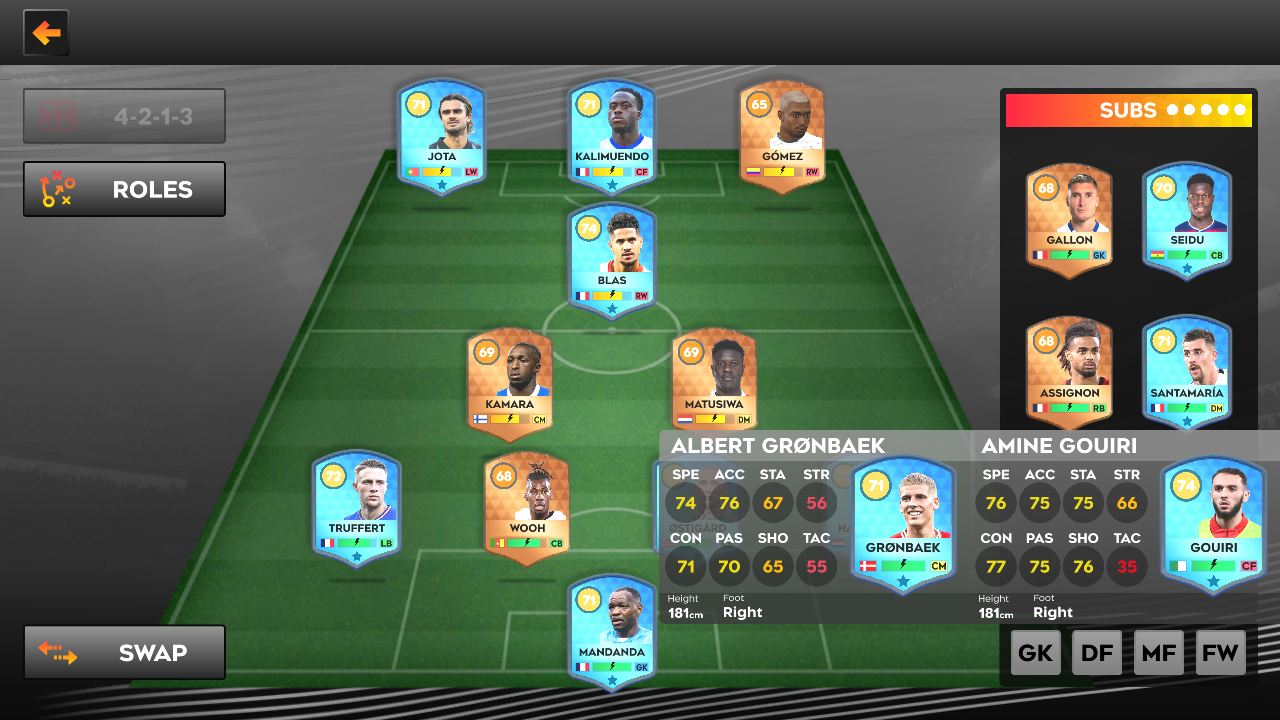 4-2-1-3
ROLES
SWAP
71
JOTA
LW
71
KALIMUENDO
CF
65
GÓMEZ
RW
74
BLAS
RW
69
KAMARA
CM
69
MATUSIWA
DM
72
TRUFFERT
LB
68
WOOH
CB
ØSTIGÅRD
71
MANDANDA
GK
SUBS
68
GALLON
GK
70
SEIDU
CB
68
ASSIGNON
RB
71
SANTAMARÍA
DM
ALBERT GRØNBAEK
SPE ACC STA STR
74 76 67 56
CON PAS SHO TAC
71 70 65 55
Height Foot
181cm Right
71
GRØNBAEK
CM
AMINE GOUIRI
SPE ACC STA STR
76 75 75 66
CON PAS SHO TAC
77 75 76 35
Height Foot
181cm Right
74
GOUIRI
CF
GK DF MF FW